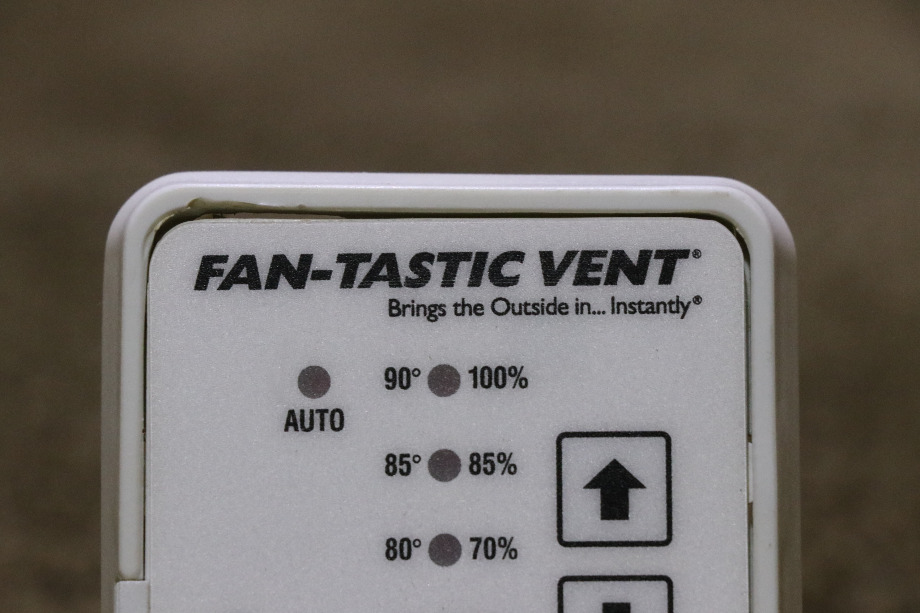 FAN-TASTIC VENT®
Brings the Outside in... Instantly®
90° 100%
AUTO
85° 85%
80° 70%